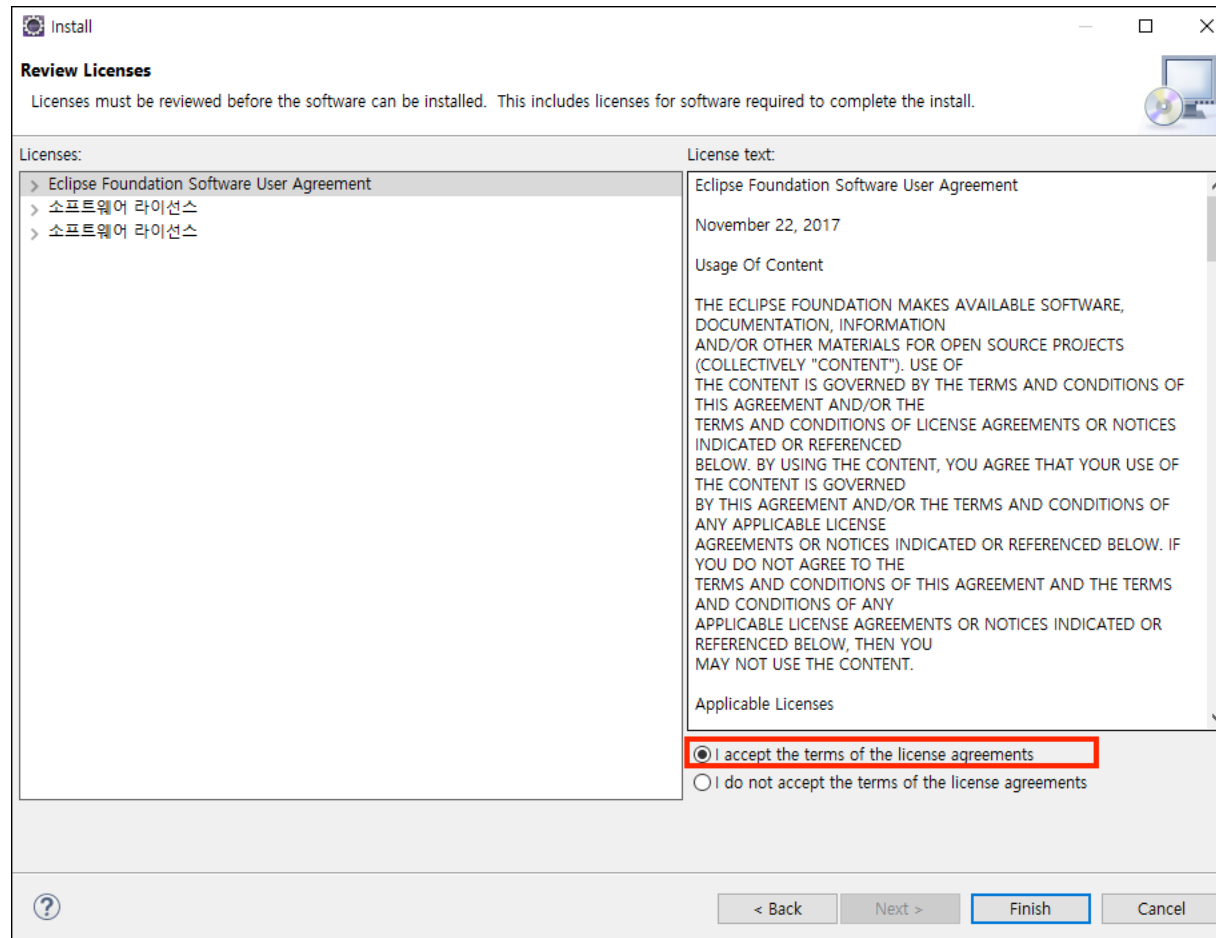 Install
Review Licenses
Licenses must be reviewed before the software can be installed. This includes licenses for software required to complete the install.
Licenses:
Eclipse Foundation Software User Agreement
소프트웨어 라이선스
소프트웨어 라이선스
License text:
Eclipse Foundation Software User Agreement
November 22, 2017
Usage Of Content
THE ECLIPSE FOUNDATION MAKES AVAILABLE SOFTWARE,
DOCUMENTATION, INFORMATION
AND/OR OTHER MATERIALS FOR OPEN SOURCE PROJECTS
(COLLECTIVELY "CONTENT"). USE OF
THE CONTENT IS GOVERNED BY THE TERMS AND CONDITIONS OF
THIS AGREEMENT AND/OR THE
TERMS AND CONDITIONS OF LICENSE AGREEMENTS OR NOTICES
INDICATED OR REFERENCED
BELOW. BY USING THE CONTENT, YOU AGREE THAT YOUR USE OF
THE CONTENT IS GOVERNED
BY THIS AGREEMENT AND/OR THE TERMS AND CONDITIONS OF
ANY APPLICABLE LICENSE
AGREEMENTS OR NOTICES INDICATED OR REFERENCED BELOW. IF
YOU DO NOT AGREE TO THE
TERMS AND CONDITIONS OF THIS AGREEMENT AND THE TERMS
AND CONDITIONS OF ANY
APPLICABLE LICENSE AGREEMENTS OR NOTICES INDICATED OR
REFERENCED BELOW, THEN YOU
MAY NOT USE THE CONTENT.
Applicable Licenses
I accept the terms of the license agreements
I do not accept the terms of the license agreements
? < Back Next > Finish Cancel